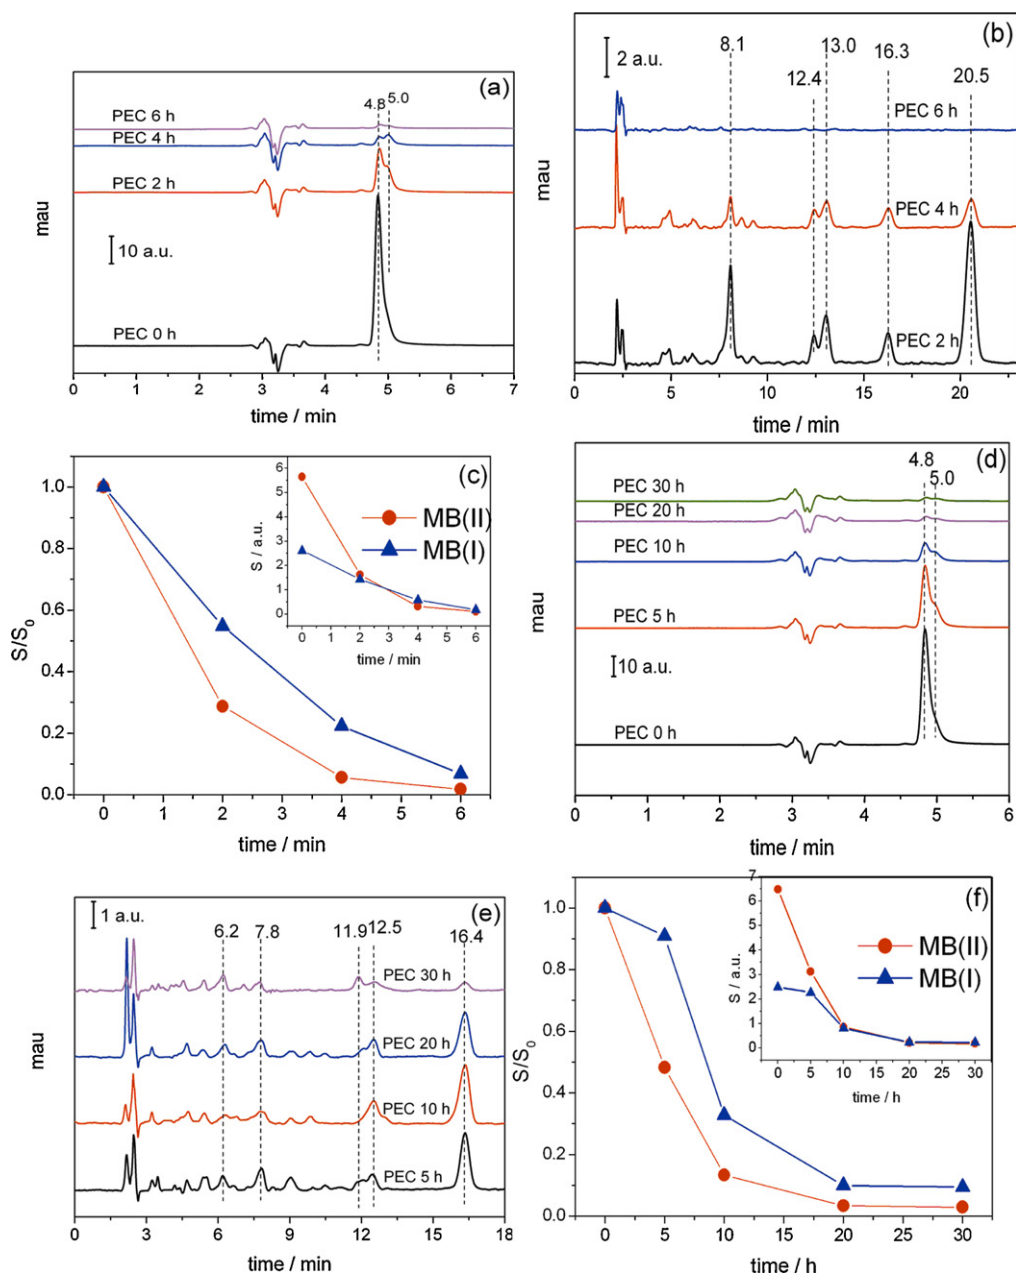 (a)
4.8 5.0
PEC 6 h
PEC 4 h
PEC 2 h
10 a.u.
PEC 0 h
mau
0 1 2 3 4 5 6 7
time / min
(b)
2 a.u.
8.1 12.4 13.0 16.3 20.5
PEC 6 h
PEC 4 h
PEC 2 h
mau
0 5 10 15 20
time / min
(c)
MB(II)
MB(I)
S / a.u.
6
5
4
3
2
1
0
0 1 2 3 4 5 6
time / min
S/S0
1.0
0.8
0.6
0.4
0.2
0.0
0 1 2 3 4 5 6
time / min
(d)
4.8 5.0
PEC 30 h
PEC 20 h
PEC 10 h
PEC 5 h
10 a.u.
PEC 0 h
mau
0 1 2 3 4 5 6
time / min
(e)
1 a.u.
6.2 7.8 11.9 12.5 16.4
PEC 30 h
PEC 20 h
PEC 10 h
PEC 5 h
mau
0 3 6 9 12 15 18
time / min
(f)
MB(II)
MB(I)
S / a.u.
7
6
5
4
3
2
1
0
0 5 10 15 20 25 30
time / h
S/S0
1.0
0.8
0.6
0.4
0.2
0.0
0 5 10 15 20 25 30
time / h